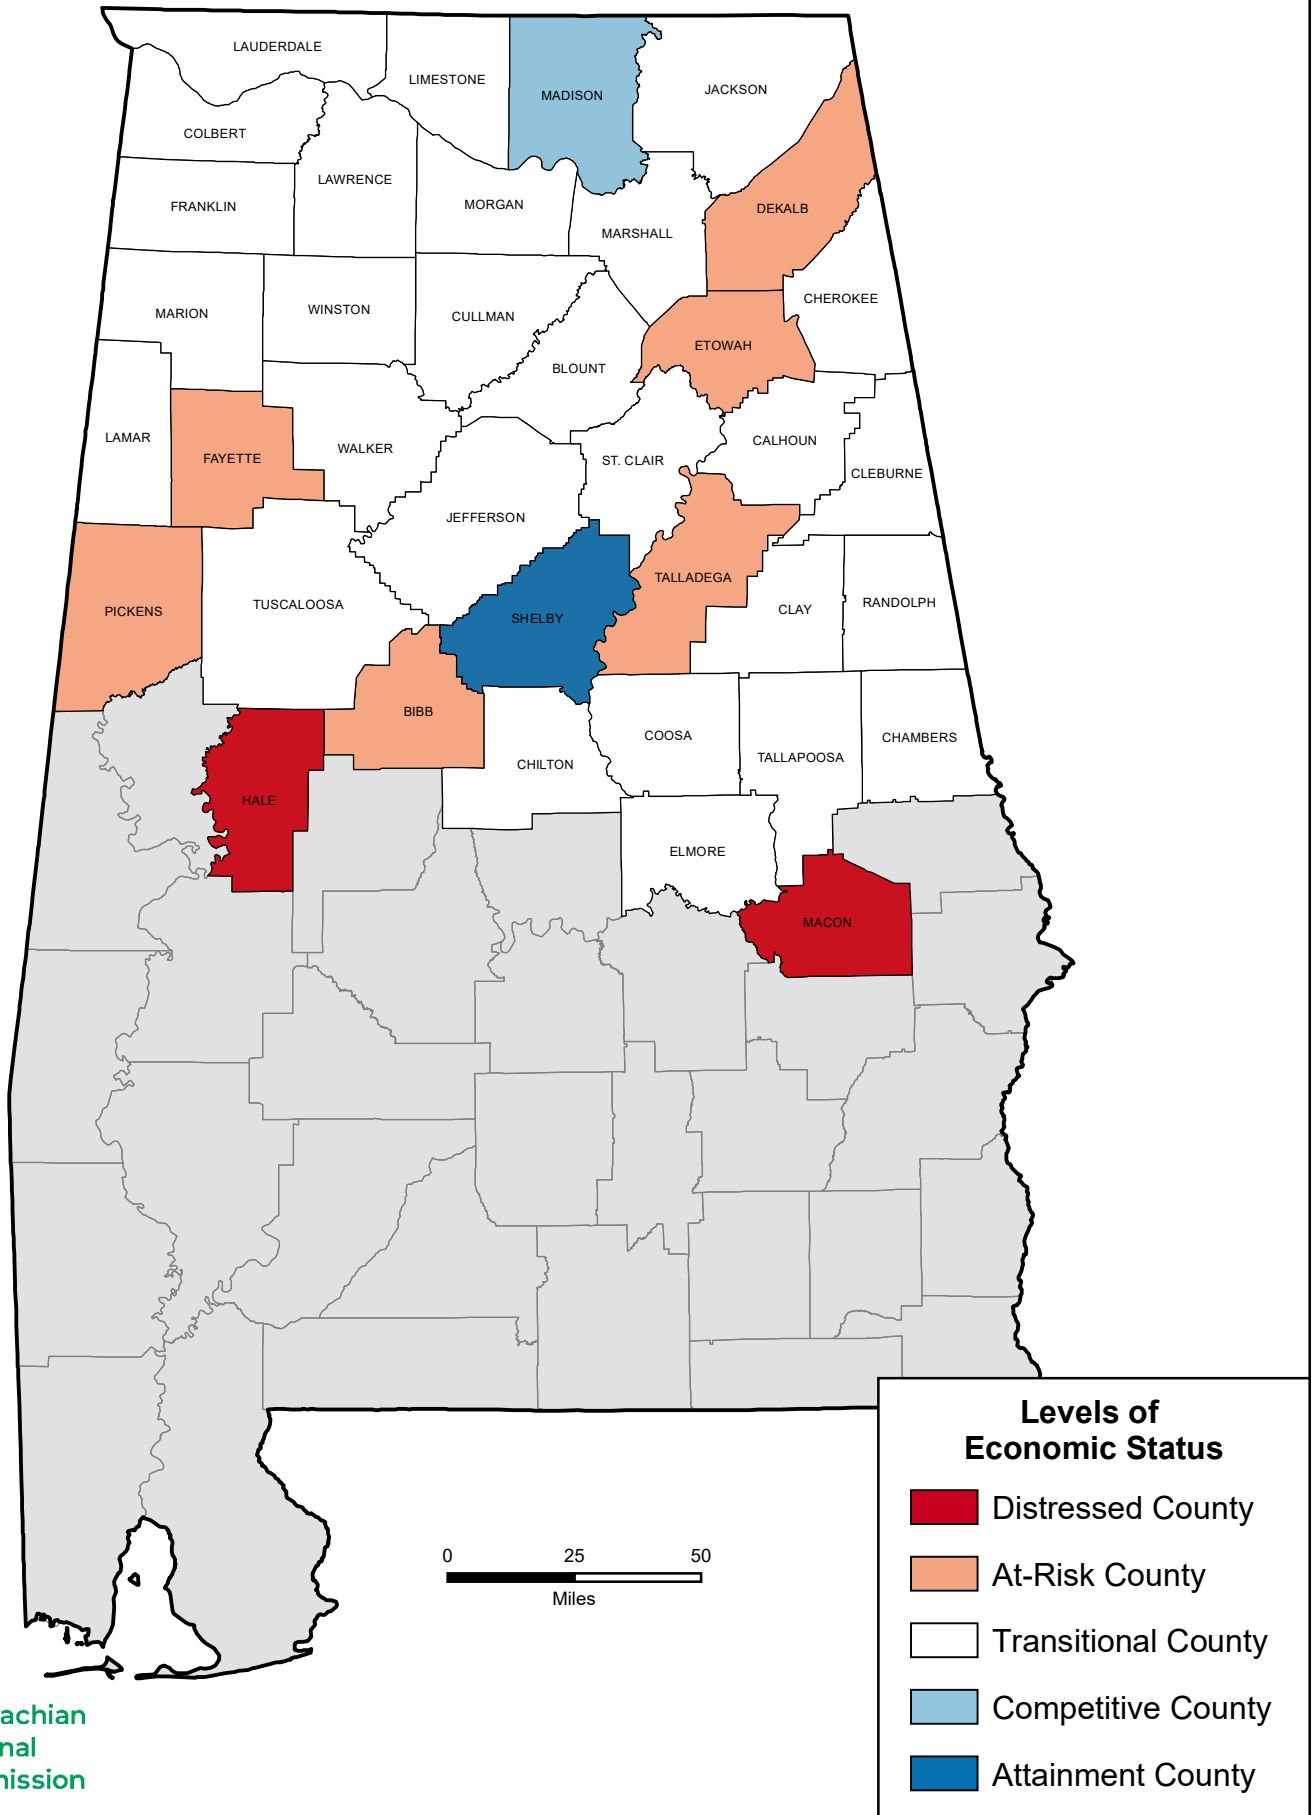 LAUDERDALE
LIMESTONE
MADISON
JACKSON
COLBERT
LAWRENCE
FRANKLIN
MORGAN
DEKALB
MARSHALL
CHEROKEE
MARION
WINSTON
CULLMAN
ETOWAH
BLOUNT
LAMAR
FAYETTE
WALKER
CALHOUN
ST. CLAIR
CLEBURNE
JEFFERSON
TALLADEGA
PICKENS
TUSCALOOSA
SHELBY
CLAY
RANDOLPH
BIBB
COOSA
CHAMBERS
CHILTON
TALLAPOOSA
HALE
ELMORE
MACON
Levels of
Economic Status
Distressed County
At-Risk County
Transitional County
Competitive County
Attainment County
0 25 50
Miles
achian
nal
nission